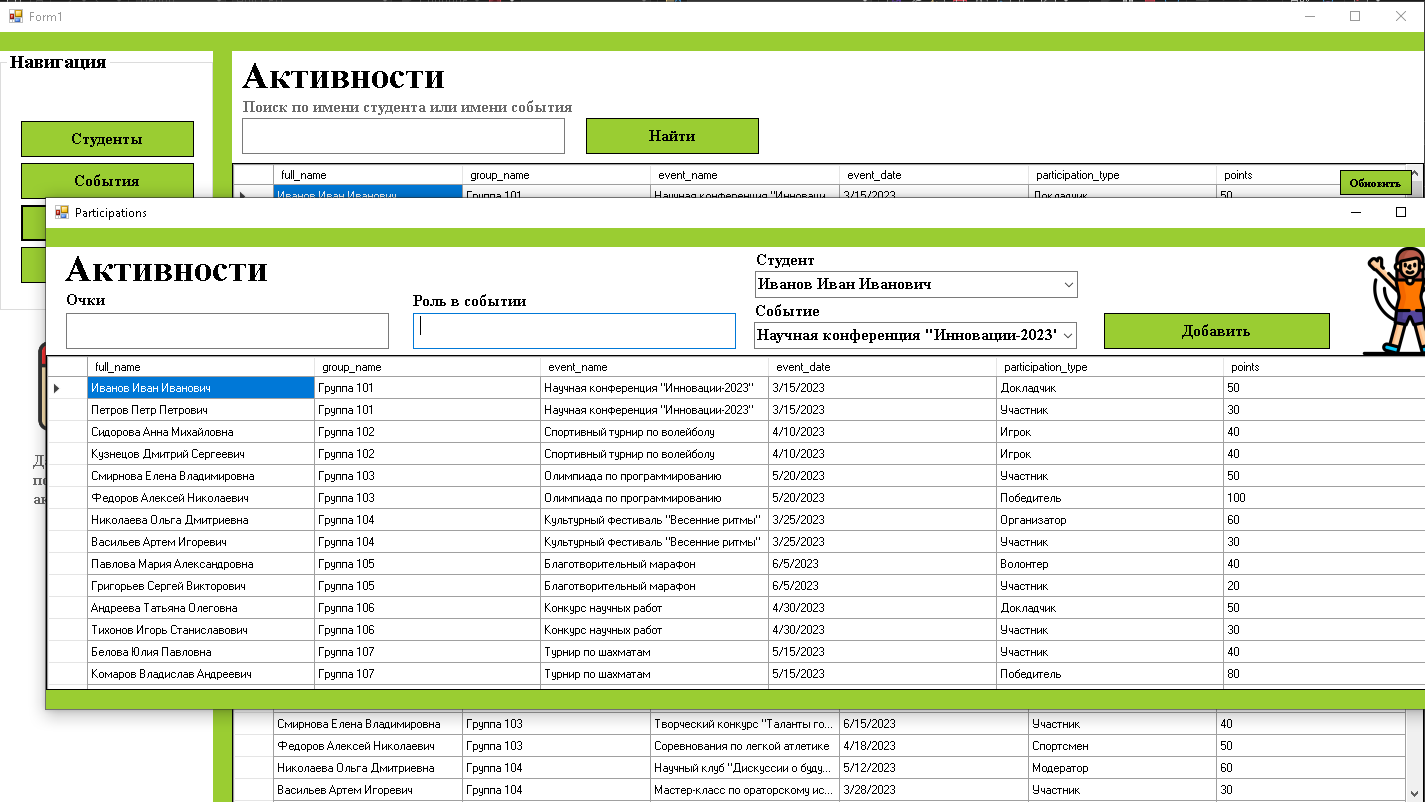 Form1
Навигация
Студенты
События
Активности
Поиск по имени студента или имени события
Найти
full_name group_name event_name event_date participation_type points
Обновить
Иванов Иван Иванович Группа 101 Научная конференция "Инноваци... 3/15/2023 Докладчик 50
Participations
Активности
Очки
Роль в событии
Студент
Иванов Иван Иванович
Событие
Научная конференция "Инновации-2023"
Добавить
full_name group_name event_name event_date participation_type points
Иванов Иван Иванович Группа 101 Научная конференция "Инновации-2023" 3/15/2023 Докладчик 50
Петров Петр Петрович Группа 101 Научная конференция "Инновации-2023" 3/15/2023 Участник 30
Сидорова Анна Михайловна Группа 102 Спортивный турнир по волейболу 4/10/2023 Игрок 40
Кузнецов Дмитрий Сергеевич Группа 102 Спортивный турнир по волейболу 4/10/2023 Игрок 40
Смирнова Елена Владимировна Группа 103 Олимпиада по программированию 5/20/2023 Участник 50
Федоров Алексей Николаевич Группа 103 Олимпиада по программированию 5/20/2023 Победитель 100
Николаева Ольга Дмитриевна Группа 104 Культурный фестиваль "Весенние ритмы" 3/25/2023 Организатор 60
Васильев Артем Игоревич Группа 104 Культурный фестиваль "Весенние ритмы" 3/25/2023 Участник 30
Павлова Мария Александровна Группа 105 Благотворительный марафон 6/5/2023 Волонтер 40
Григорьев Сергей Викторович Группа 105 Благотворительный марафон 6/5/2023 Участник 20
Андреева Татьяна Олеговна Группа 106 Конкурс научных работ 4/30/2023 Докладчик 50
Тихонов Игорь Станиславович Группа 106 Конкурс научных работ 4/30/2023 Участник 30
Белова Юлия Павловна Группа 107 Турнир по шахматам 5/15/2023 Участник 40
Комаров Владислав Андреевич Группа 107 Турнир по шахматам 5/15/2023 Победитель 80
Смирнова Елена Владимировна Группа 103 Творческий конкурс "Таланты го... 6/15/2023 Участник 40
Федоров Алексей Николаевич Группа 103 Соревнования по легкой атлетике 4/18/2023 Спортсмен 50
Николаева Ольга Дмитриевна Группа 104 Научный клуб "Дискуссии о буду... 5/12/2023 Модератор 60
Васильев Артем Игоревич Группа 104 Мастер-класс по ораторскому ис... 3/28/2023 Участник 30